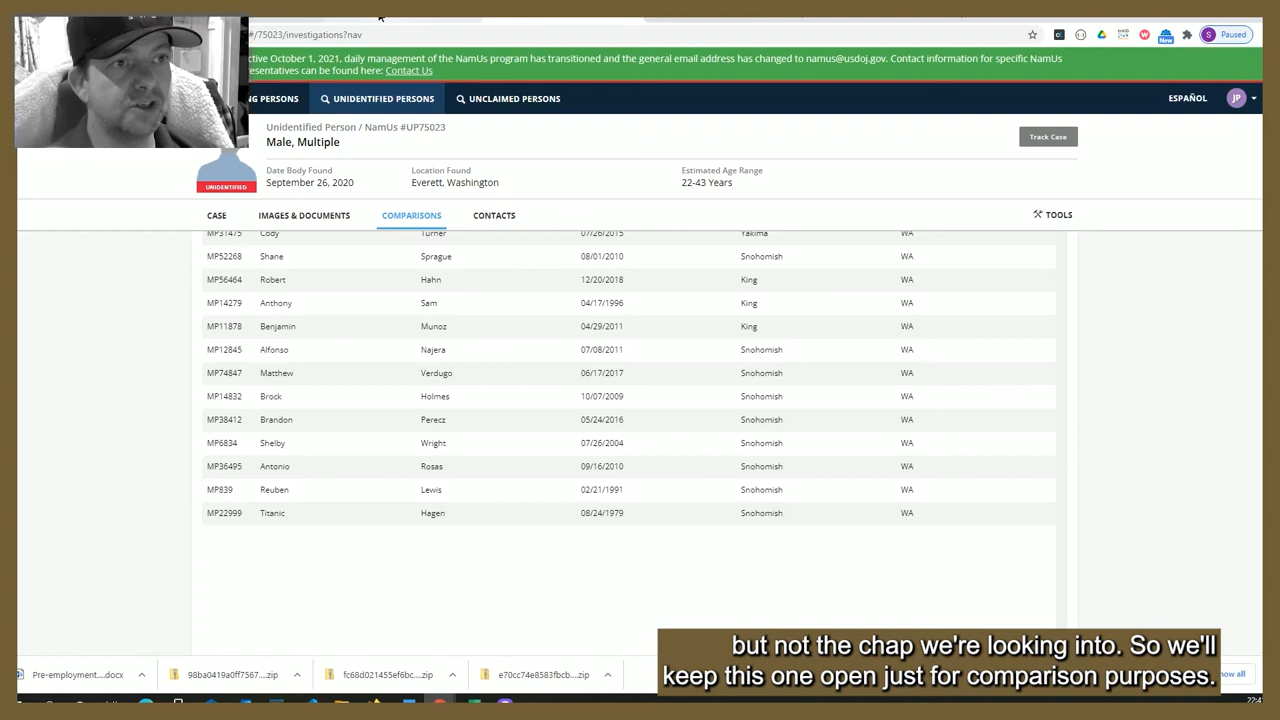 #/75023/investigations?nav
Paused
New
ctive October 1, 2021, daily management of the NamUs program has transitioned and the general email address has changed to namus@usdoj.gov. Contact information for specific NamUs
resentatives can be found here: Contact Us
NG PERSONS
UNIDENTIFIED PERSONS
UNCLAIMED PERSONS
ESPAÑOL
JP
Unidentified Person / NamUs #UP75023
Male, Multiple
Track Case
Date Body Found
Location Found
Estimated Age Range
September 26, 2020
Everett, Washington
22-43 Years
UNIDENTIFIED
CASE
IMAGES & DOCUMENTS
COMPARISONS
CONTACTS
TOOLS
MP31475 Cody Turner 07/26/2015 Yakima WA
MP52268 Shane Sprague 08/01/2010 Snohomish WA
MP56464 Robert Hahn 12/20/2018 King WA
MP14279 Anthony Sam 04/17/1996 King WA
MP11878 Benjamin Munoz 04/29/2011 King WA
MP12845 Alfonso Najera 07/08/2011 Snohomish WA
MP74847 Matthew Verdugo 06/17/2017 Snohomish WA
MP14832 Brock Holmes 10/07/2009 Snohomish WA
MP38412 Brandon Perecz 05/24/2016 Snohomish WA
MP6834 Shelby Wright 07/26/2004 Snohomish WA
MP36495 Antonio Rosas 09/16/2010 Snohomish WA
MP839 Reuben Lewis 02/21/1991 Snohomish WA
MP22999 Titanic Hagen 08/24/1979 Snohomish WA
but not the chap we're looking into. So we'll
keep this one open just for comparison purposes.
Pre-employment....docx
98ba0419a0ff7567....zip
fc68d021455ef6bc....zip
e70cc74e8583fbcb....zip
how all